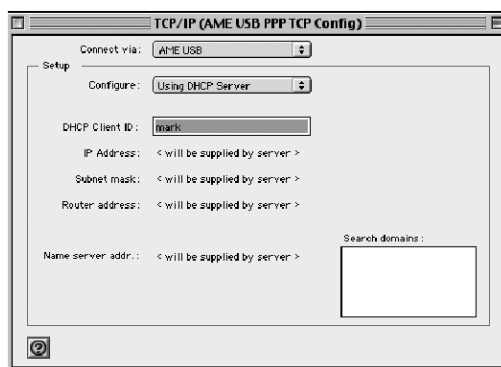 TCP/IP (AME USB PPP TCP Config)
Connect via: AME USB
Setup
Configure: Using DHCP Server
DHCP Client ID: mark
IP Address: < will be supplied by server >
Subnet mask: < will be supplied by server >
Router address: < will be supplied by server >
Search domains:
Name server addr.: < will be supplied by server >
?